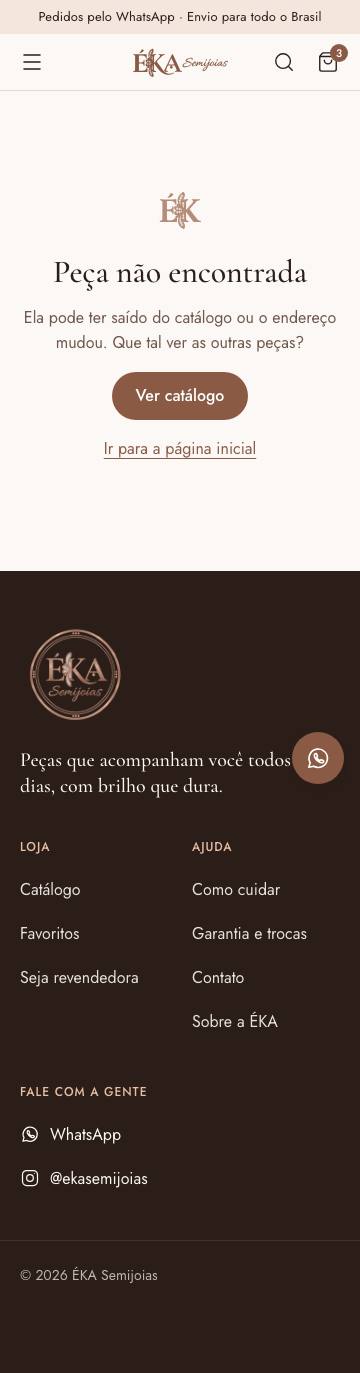 Pedidos pelo WhatsApp · Envio para todo o Brasil
ÉKA Semijoias
3
ÉK
Peça não encontrada
Ela pode ter saído do catálogo ou o endereço
mudou. Que tal ver as outras peças?
Ver catálogo
Ir para a página inicial
ÉKA
Semijoias
Peças que acompanham você todos
dias, com brilho que dura.
LOJA
AJUDA
Catálogo
Como cuidar
Favoritos
Garantia e trocas
Seja revendedora
Contato
Sobre a ÉKA
FALE COM A GENTE
WhatsApp
@ekasemijoias
© 2026 ÉKA Semijoias